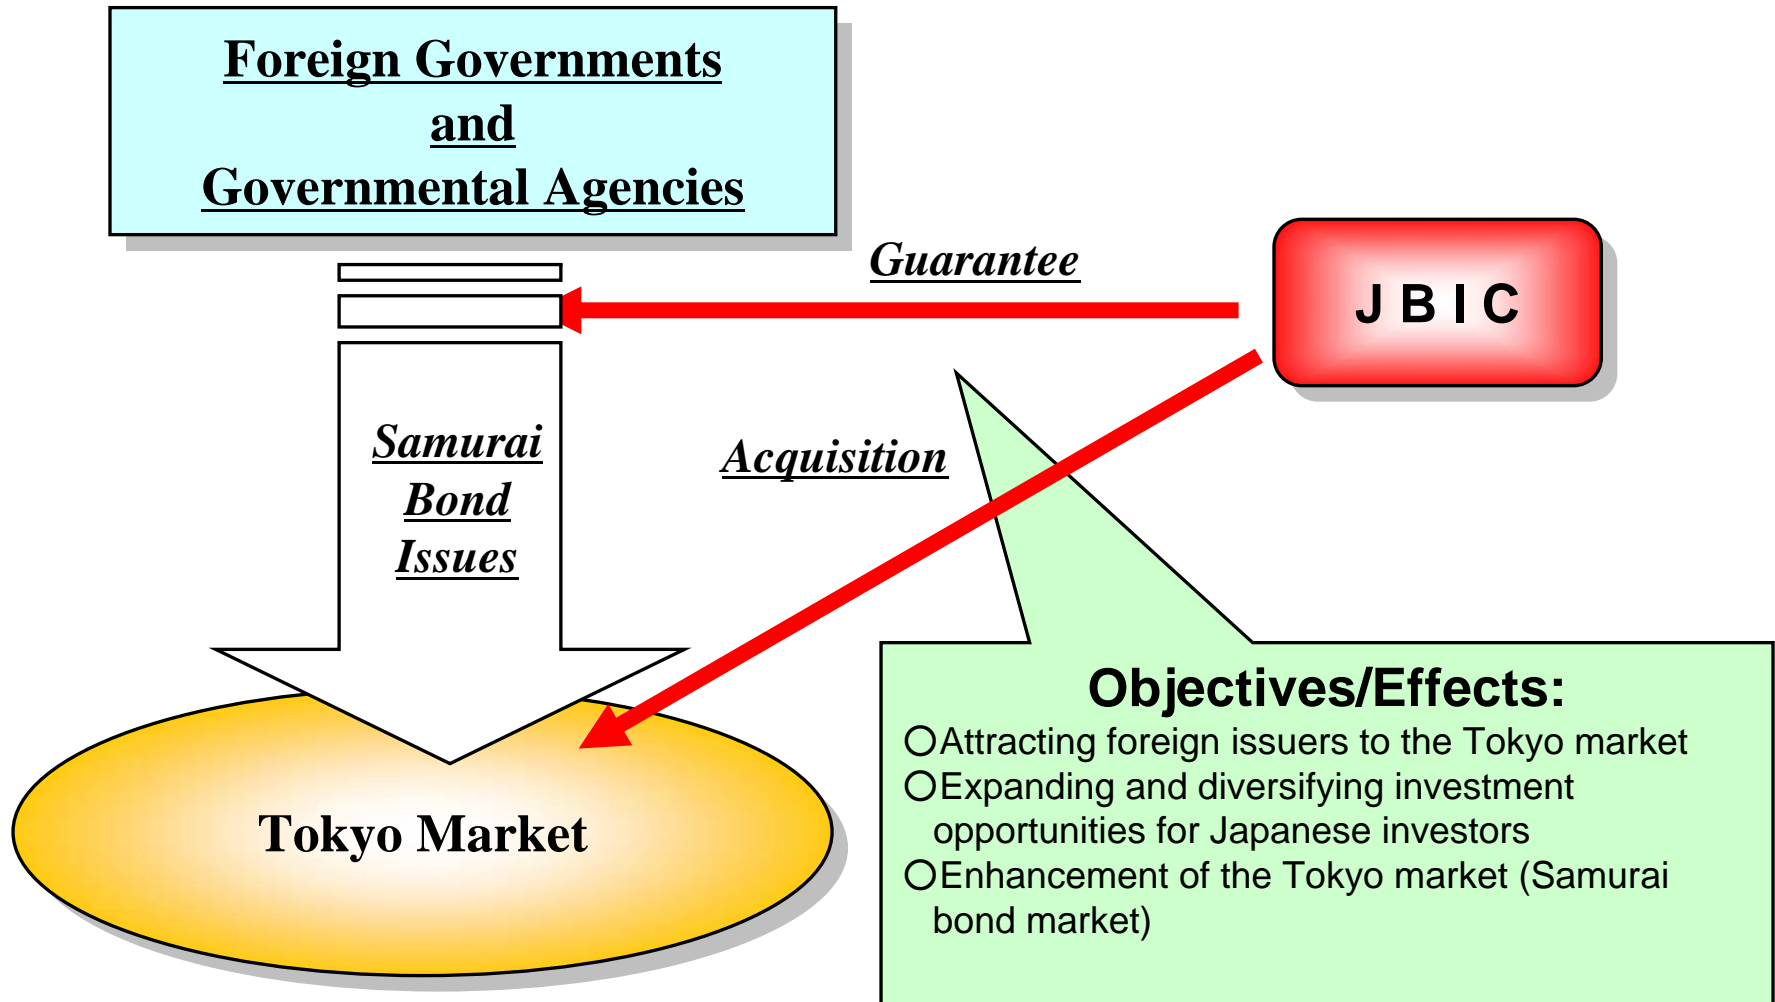 Foreign Governments
and
Governmental Agencies
Guarantee
J B I C
Samurai
Bond
Issues
Acquisition
Tokyo Market
Objectives/Effects:
○Attracting foreign issuers to the Tokyo market
○Expanding and diversifying investment
opportunities for Japanese investors
○Enhancement of the Tokyo market (Samurai
bond market)